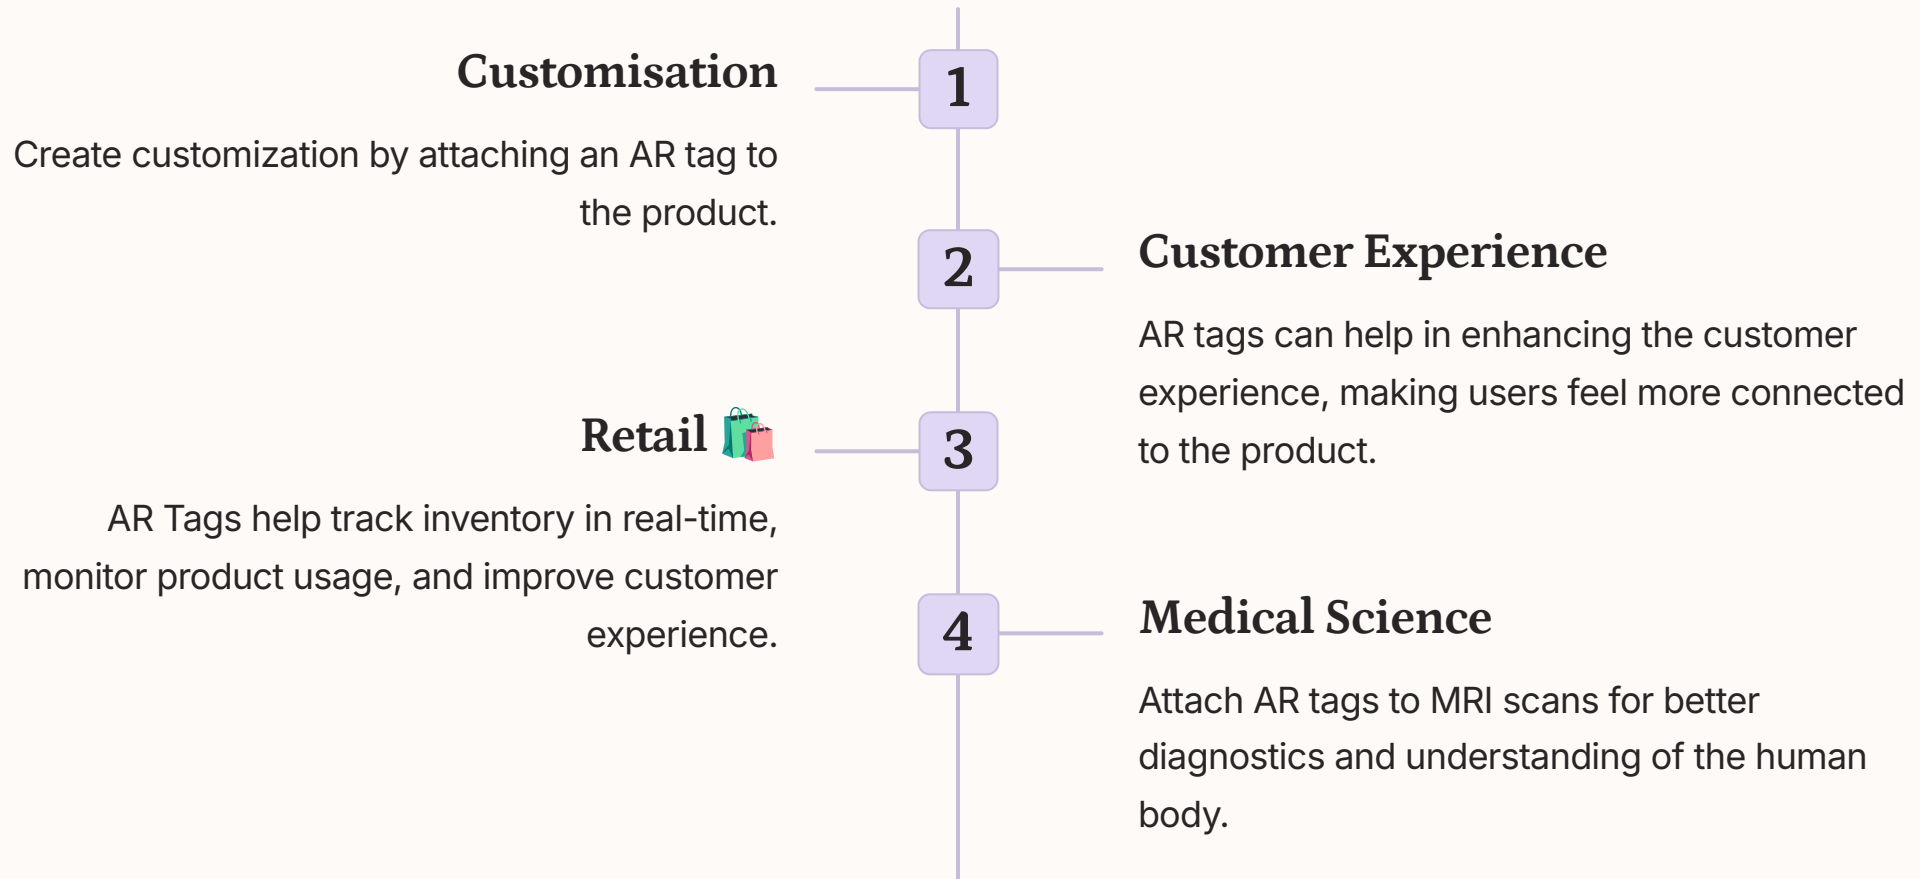 1
Customisation
Create customization by attaching an AR tag to
the product.
2
Customer Experience
AR tags can help in enhancing the customer
experience, making users feel more connected
to the product.
3
Retail 🛍️
AR Tags help track inventory in real-time,
monitor product usage, and improve customer
experience.
4
Medical Science
Attach AR tags to MRI scans for better
diagnostics and understanding of the human
body.